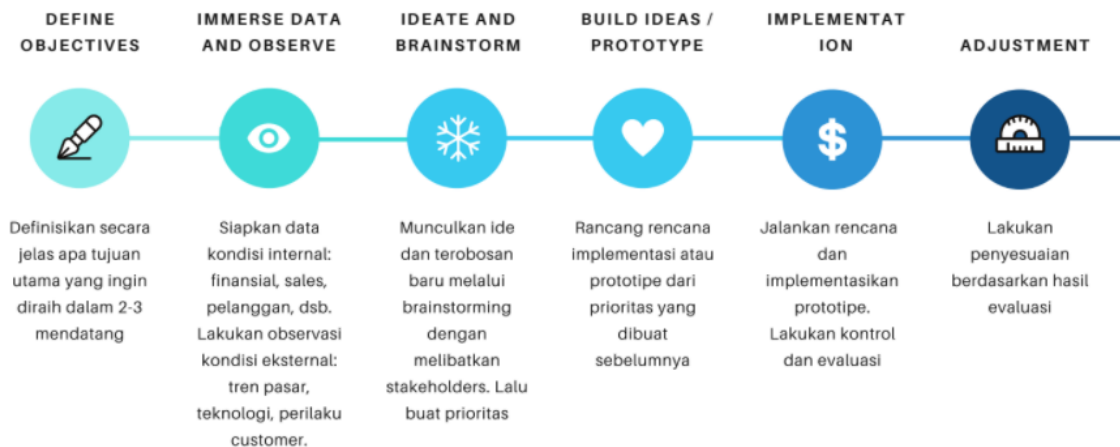 DEFINE
OBJECTIVES
Definisikan secara
jelas apa tujuan
utama yang ingin
diraih dalam 2-3
mendatang
IMMERSE DATA
AND OBSERVE
Siapkan data
kondisi internal:
finansial, sales,
pelanggan, dsb.
Lakukan observasi
kondisi eksternal:
tren pasar,
teknologi, perilaku
customer.
IDEATE AND
BRAINSTORM
Munculkan ide
dan terobosan
baru melalui
brainstorming
dengan
melibatkan
stakeholders. Lalu
buat prioritas
BUILD IDEAS /
PROTOTYPE
Rancang rencana
implementasi atau
prototipe dari
prioritas yang
dibuat
sebelumnya
IMPLEMENTAT
ION
$
Jalankan rencana
dan
implementasikan
prototipe.
Lakukan kontrol
dan evaluasi
ADJUSTMENT
Lakukan
penyesuaian
berdasarkan hasil
evaluasi